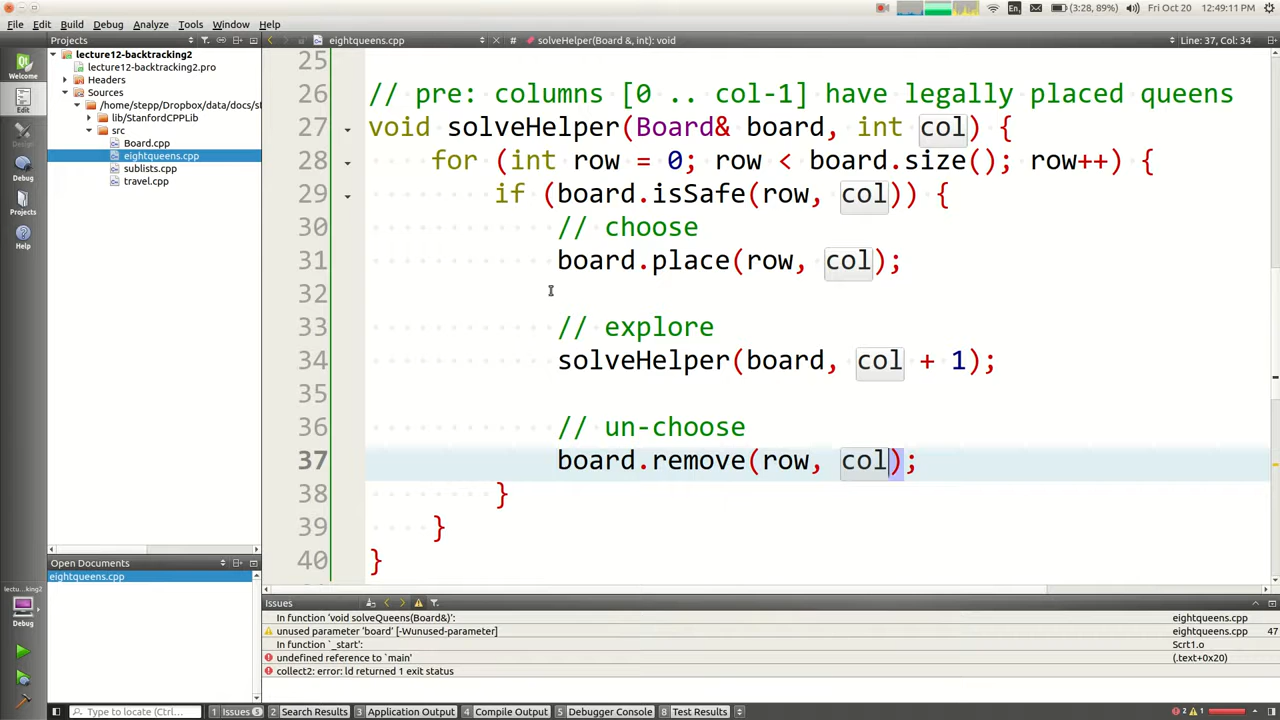 En
(3:28, 89%)
Fri Oct 20
12:49:11 PM
File Edit Build Debug Analyze Tools Window Help
Projects
eightqueens.cpp
#
solveHelper(Board &, int): void
Line: 37, Col: 34
Welcome
Edit
Debug
Projects
Help
lecture12-backtracking2
lecture12-backtracking2.pro
Headers
Sources
/home/stepp/Dropbox/data/docs/st
lib/StanfordCPPLib
src
Board.cpp
eightqueens.cpp
sublists.cpp
travel.cpp
25
26 // pre: columns [0 .. col-1] have legally placed queens
27 void solveHelper(Board& board, int col) {
28 for (int row = 0; row < board.size(); row++) {
29 if (board.isSafe(row, col)) {
30 // choose
31 board.place(row, col);
32
33 // explore
34 solveHelper(board, col + 1);
35
36 // un-choose
37 board.remove(row, col);
38 }
39 }
40 }
Open Documents
eightqueens.cpp
lectu...king2
Debug
Issues
In function 'void solveQueens(Board&)': eightqueens.cpp
unused parameter 'board' [-Wunused-parameter] eightqueens.cpp 47
In function `_start': Scrt1.o
undefined reference to `main' (.text+0x20)
collect2: error: ld returned 1 exit status
Type to locate (Ctrl+...
1 Issues 5
2 Search Results
3 Application Output
4 Compile Output
5 Debugger Console
8 Test Results
2 1